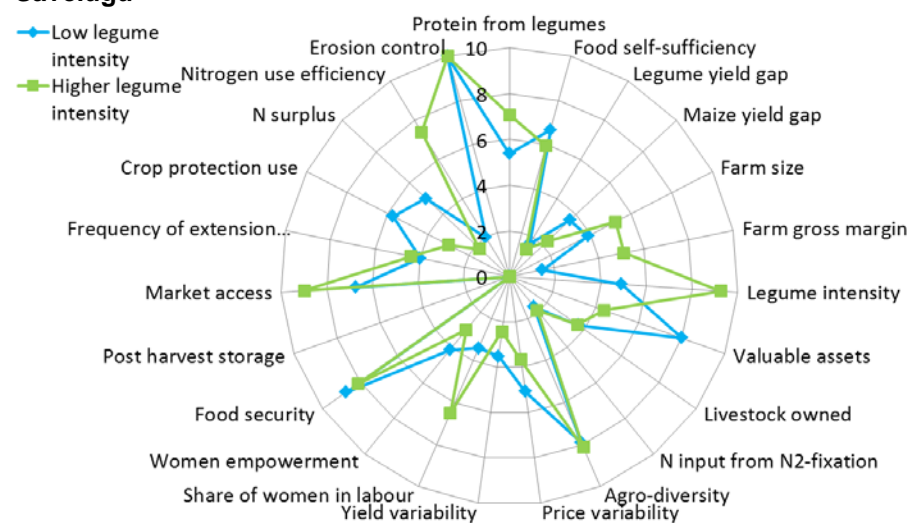 Low legume
intensity
Higher legume
intensity
Protein from legumes
Food self-sufficiency
Legume yield gap
Maize yield gap
Farm size
Farm gross margin
Legume intensity
Valuable assets
Livestock owned
N input from N2-fixation
Agro-diversity
Price variability
Yield variability
Share of women in labour
Women empowerment
Food security
Post harvest storage
Market access
Frequency of extension...
Crop protection use
N surplus
Nitrogen use efficiency
Erosion control
10
8
6
4
2
0